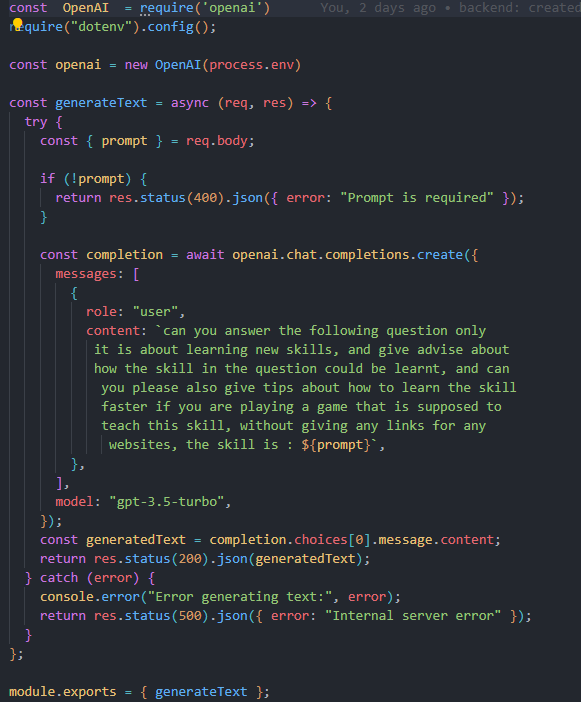 const  OpenAI  = require('openai')      You, 2 days ago • backend: created
require("dotenv").config();

const openai = new OpenAI(process.env)

const generateText = async (req, res) => {
  try {
    const { prompt } = req.body;

    if (!prompt) {
      return res.status(400).json({ error: "Prompt is required" });
    }

    const completion = await openai.chat.completions.create({
      messages: [
        {
          role: "user",
          content: `can you answer the following question only
           it is about learning new skills, and give advise about
           how the skill in the question could be learnt, and can
            you please also give tips about how to learn the skill
            faster if you are playing a game that is supposed to
            teach this skill, without giving any links for any
             websites, the skill is : ${prompt}`,
        },
      ],
      model: "gpt-3.5-turbo",
    });
    const generatedText = completion.choices[0].message.content;
    return res.status(200).json(generatedText);
  } catch (error) {
    console.error("Error generating text:", error);
    return res.status(500).json({ error: "Internal server error" });
  }
};

module.exports = { generateText };